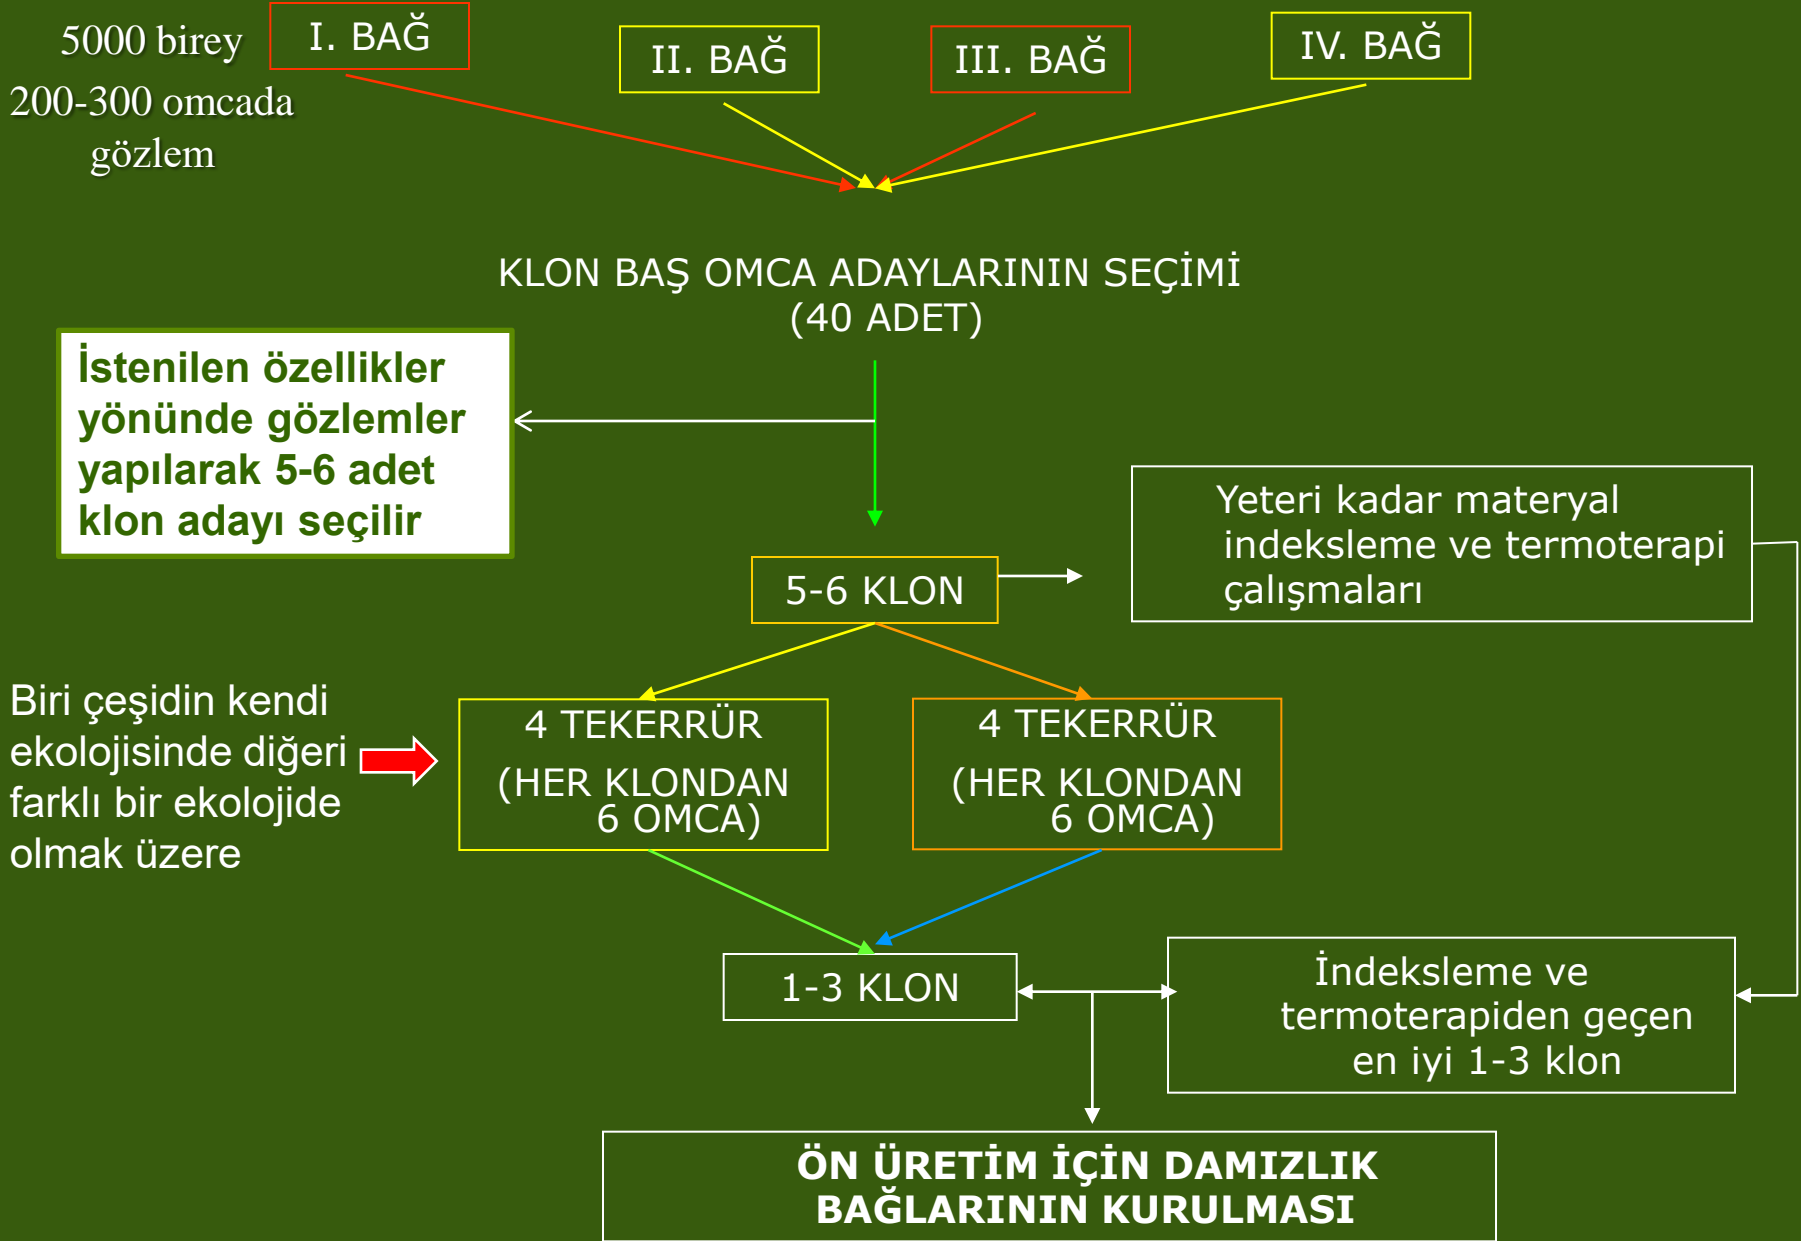 5000 birey
200-300 omcada
gözlem
I. BAĞ
II. BAĞ
III. BAĞ
IV. BAĞ
KLON BAŞ OMCA ADAYLARININ SEÇİMİ
(40 ADET)
İstenilen özellikler
yönünde gözlemler
yapılarak 5-6 adet
klon adayı seçilir
Yeteri kadar materyal
indeksleme ve termoterapi
çalışmaları
5-6 KLON
Biri çeşidin kendi
ekolojisinde diğeri
farklı bir ekolojide
olmak üzere
4 TEKERRÜR
(HER KLONDAN
6 OMCA)
4 TEKERRÜR
(HER KLONDAN
6 OMCA)
1-3 KLON
İndeksleme ve
termoterapiden geçen
en iyi 1-3 klon
ÖN ÜRETİM İÇİN DAMIZLIK
BAĞLARININ KURULMASI